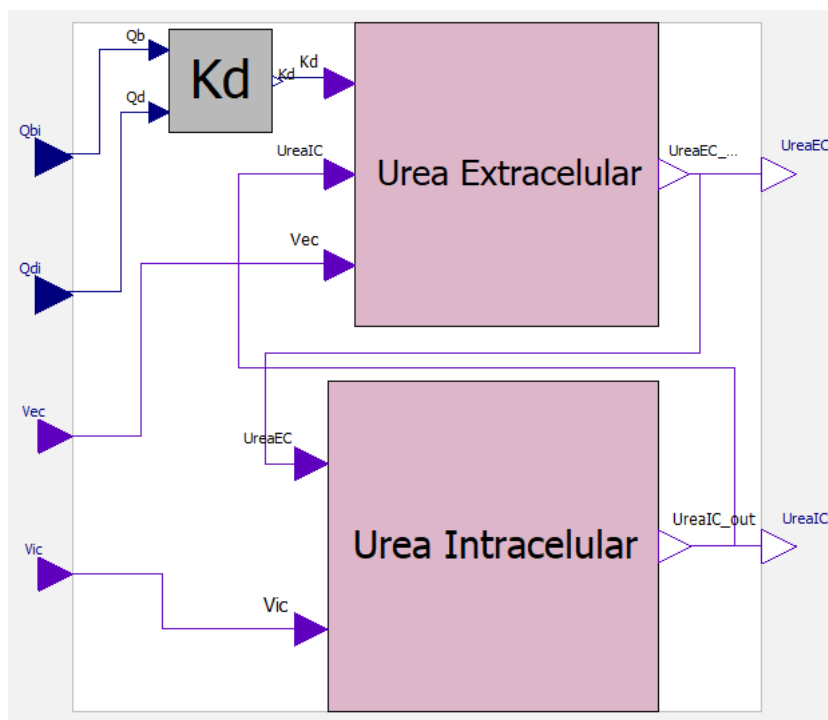 Qb
Kd
Kd
Kd
Qd
Qbi
UreaIC
UreaEC_...
UreaEC
Urea Extracelular
Vec
Qdi
Vec
UreaEC
UreaIC_out
UreaIC
Urea Intracelular
Vic
Vic